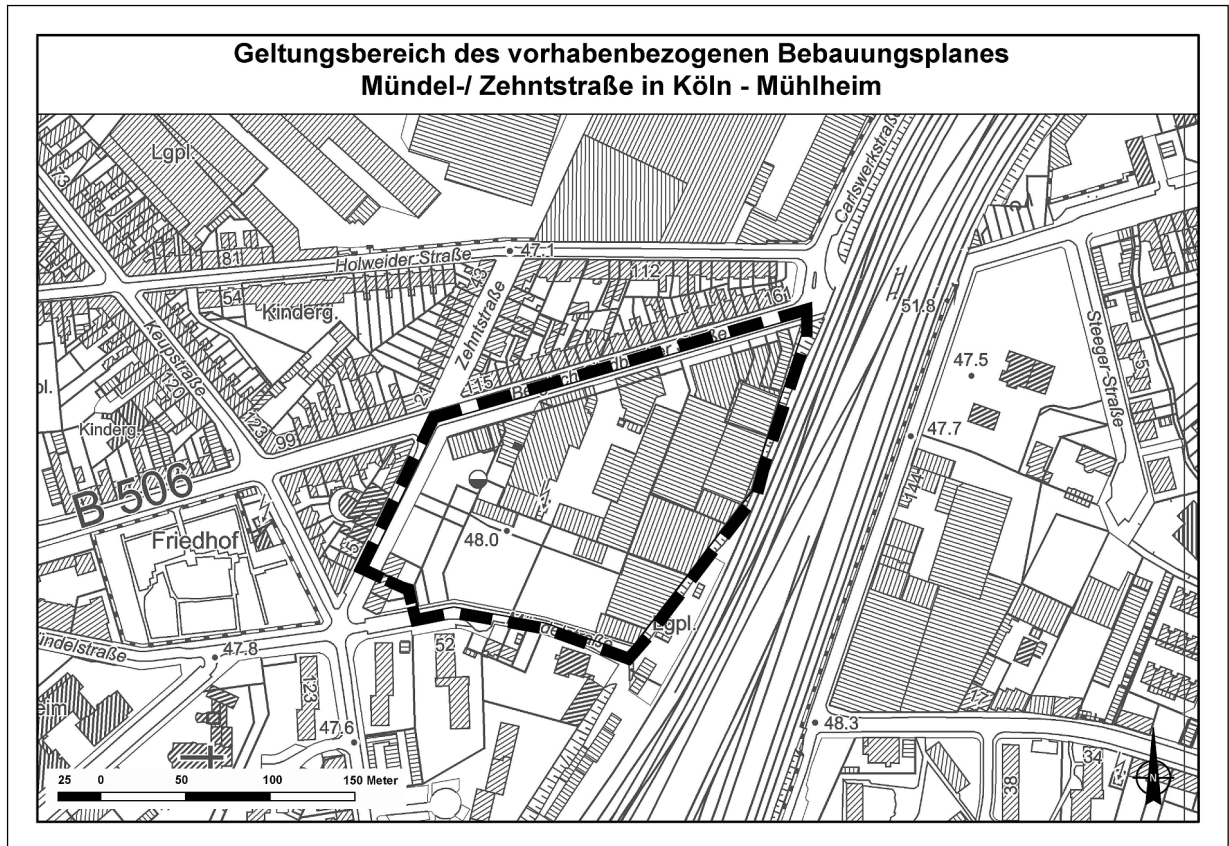 Geltungsbereich des vorhabenbezogenen Bebauungsplanes
Mündel-/ Zehntstraße in Köln - Mühlheim
Lgpl.
Carlswerkstraße
81
Holweider Straße
47.1
43
112
161
54
Kinderg.
Zehntstraße
H
51.8
Keupstraße
120
115
21
123
99
47.5
Steeger Straße
5
Kinderg.
47.7
B 506
144
Friedhof
48.0
Lgpl.
47.8
52
123
47.6
48.3
34
38
25 0 50 100 150 Meter
N